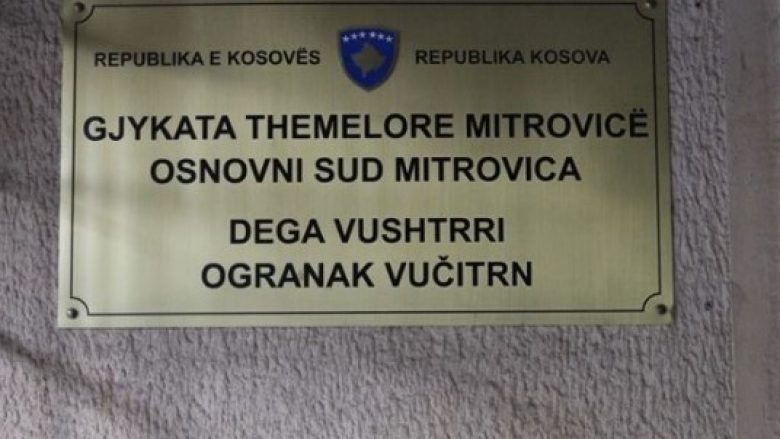 REPUBLIKA E KOSOVËS REPUBLIKA KOSOVA
GJYKATA THEMELORE MITROVICË
OSNOVNI SUD MITROVICA
DEGA VUSHTRRI
OGRANAK VUČITRN